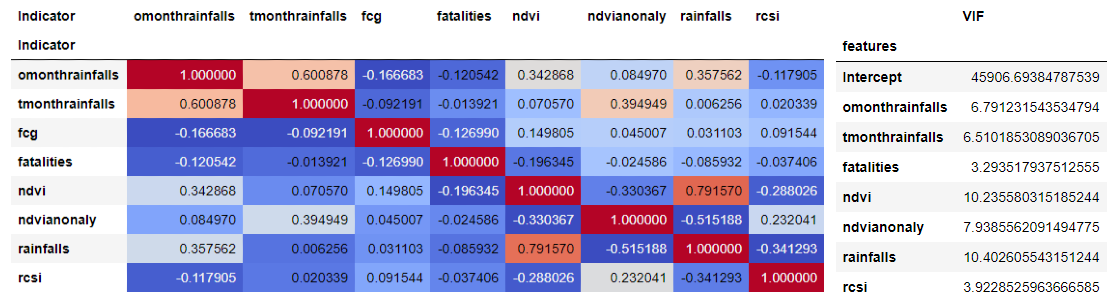 Indicator omonthrainfalls tmonthrainfalls fcg fatalities ndvi ndvianonaly rainfalls rcsi
Indicator
omonthrainfalls 1.000000 0.600878 -0.166683 -0.120542 0.342868 0.084970 0.357562 -0.117905
tmonthrainfalls 0.600878 1.000000 -0.092191 -0.013921 0.070570 0.394949 0.006256 0.020339
fcg -0.166683 -0.092191 1.000000 -0.126990 0.149805 0.045007 0.031103 0.091544
fatalities -0.120542 -0.013921 -0.126990 1.000000 -0.196345 -0.024586 -0.085932 -0.037406
ndvi 0.342868 0.070570 0.149805 -0.196345 1.000000 -0.330367 0.791570 -0.288026
ndvianonaly 0.084970 0.394949 0.045007 -0.024586 -0.330367 1.000000 -0.515188 0.232041
rainfalls 0.357562 0.006256 0.031103 -0.085932 0.791570 -0.515188 1.000000 -0.341293
rcsi -0.117905 0.020339 0.091544 -0.037406 -0.288026 0.232041 -0.341293 1.000000
VIF
features
Intercept 45906.69384787539
omonthrainfalls 6.791231543534794
tmonthrainfalls 6.5101853089036705
fatalities 3.293517937512555
ndvi 10.235580315185244
ndvianonaly 7.9385562091494775
rainfalls 10.402605543151244
rcsi 3.9228525963666585